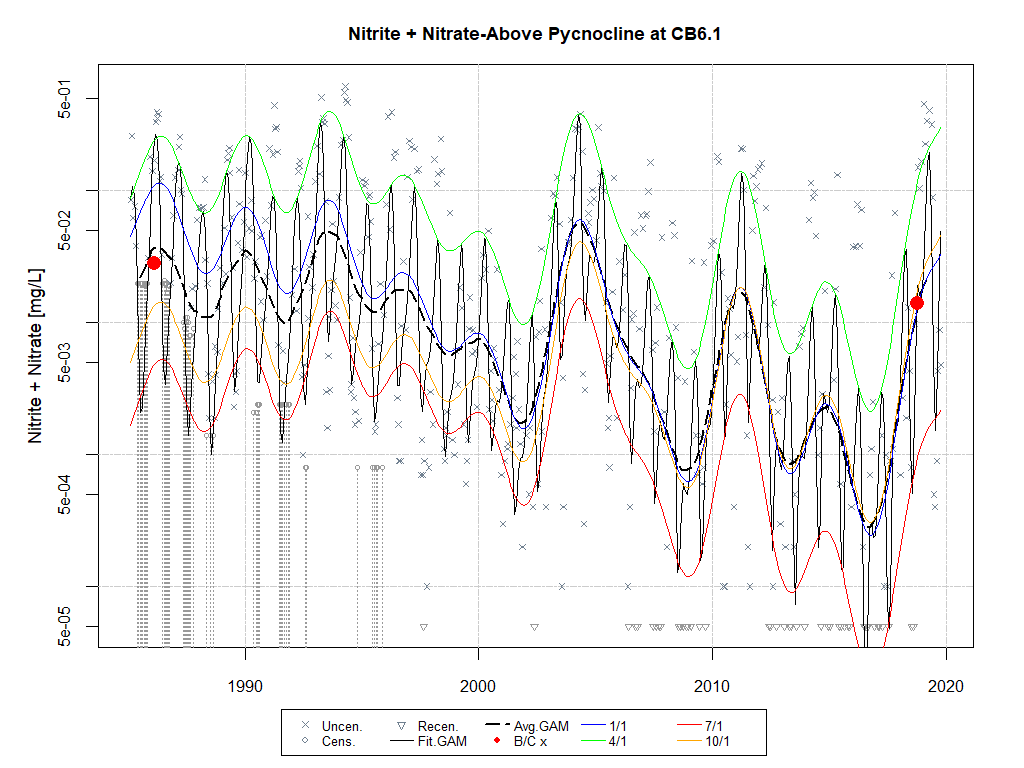 Nitrite + Nitrate-Above Pycnocline at CB6.1
Nitrite + Nitrate [mg/L]
5e-01
5e-02
5e-03
5e-04
5e-05
1990 2000 2010 2020
Uncen. Recen. Avg.GAM 1/1 7/1
Cens. Fit.GAM B/C x 4/1 10/1